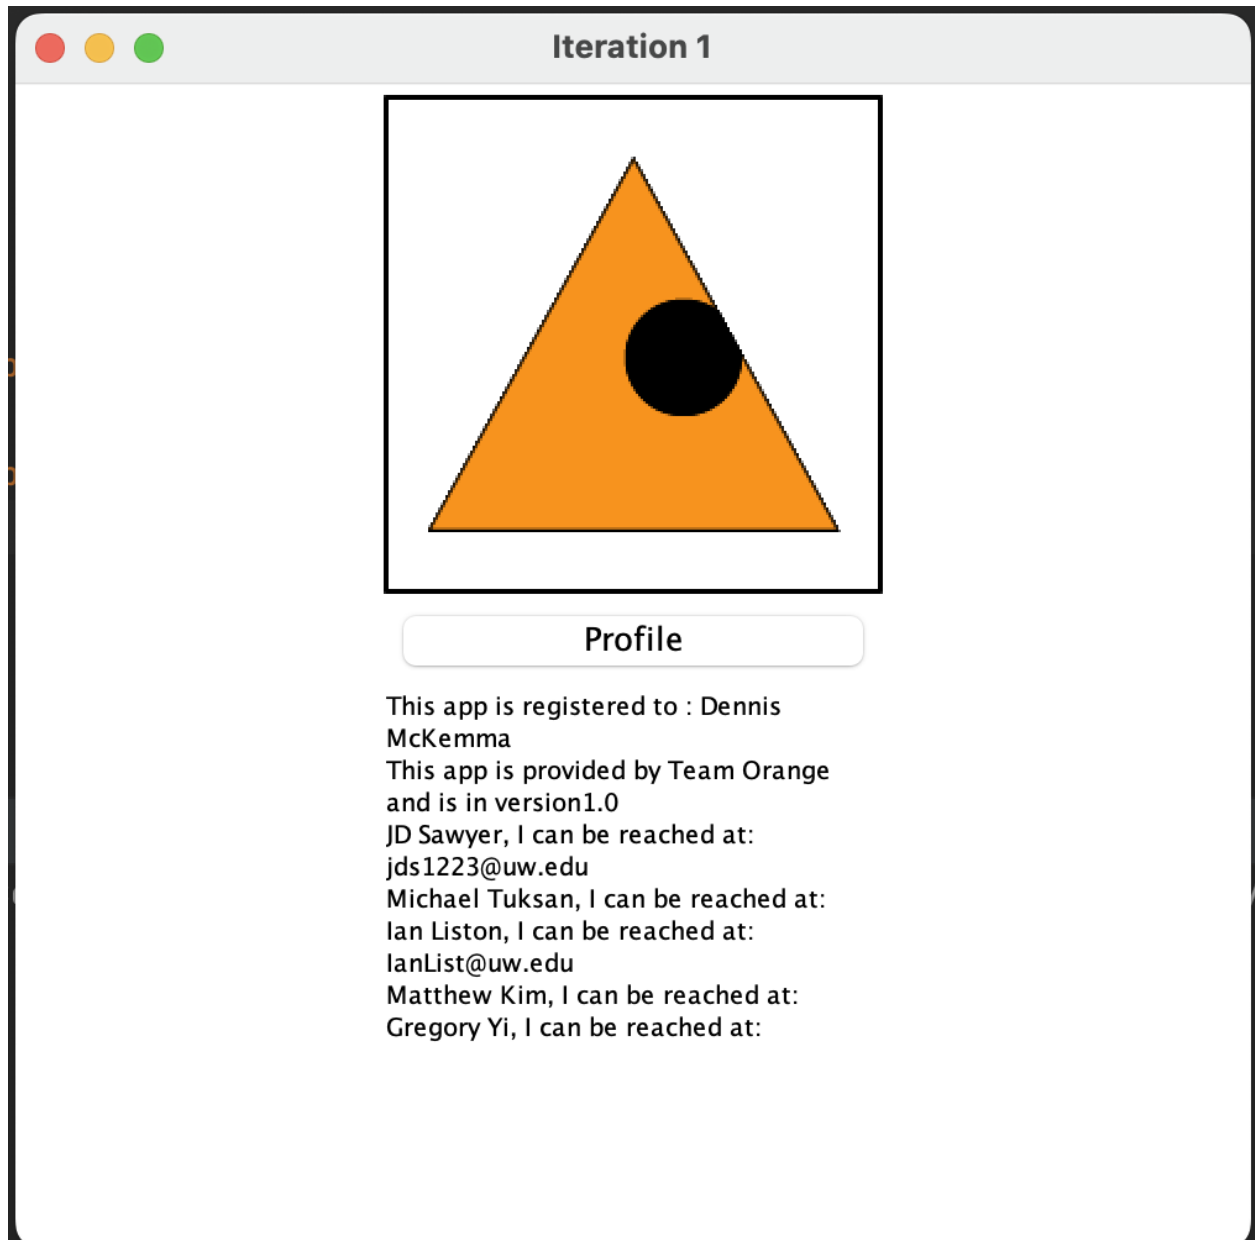 Iteration 1
Profile
This app is registered to : Dennis
McKemma
This app is provided by Team Orange
and is in version1.0
JD Sawyer, I can be reached at:
jds1223@uw.edu
Michael Tuksan, I can be reached at:
Ian Liston, I can be reached at:
IanList@uw.edu
Matthew Kim, I can be reached at:
Gregory Yi, I can be reached at: